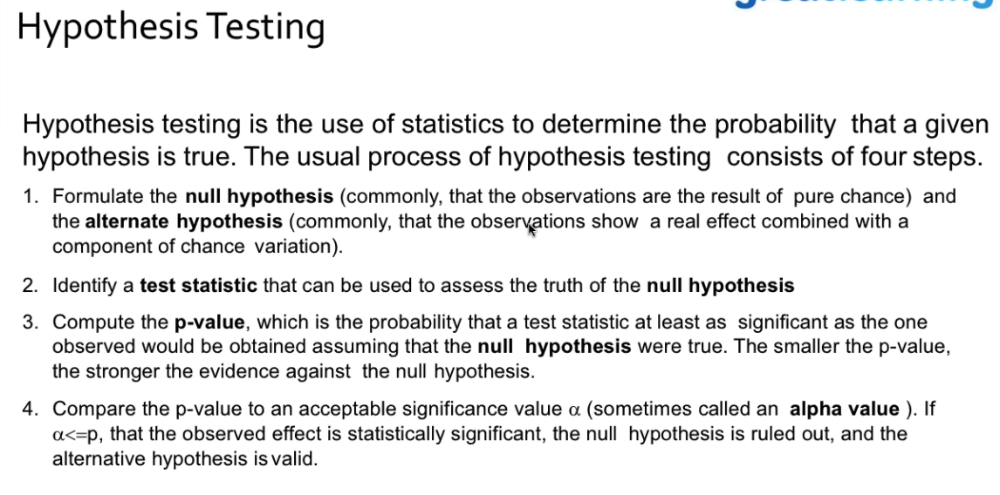 Hypothesis Testing
Hypothesis testing is the use of statistics to determine the probability that a given
hypothesis is true. The usual process of hypothesis testing consists of four steps.
1. Formulate the null hypothesis (commonly, that the observations are the result of pure chance) and
the alternate hypothesis (commonly, that the observations show a real effect combined with a
component of chance variation).
2. Identify a test statistic that can be used to assess the truth of the null hypothesis
3. Compute the p-value, which is the probability that a test statistic at least as significant as the one
observed would be obtained assuming that the null hypothesis were true. The smaller the p-value,
the stronger the evidence against the null hypothesis.
4. Compare the p-value to an acceptable significance value α (sometimes called an alpha value ). If
α<=p, that the observed effect is statistically significant, the null hypothesis is ruled out, and the
alternative hypothesis is valid.